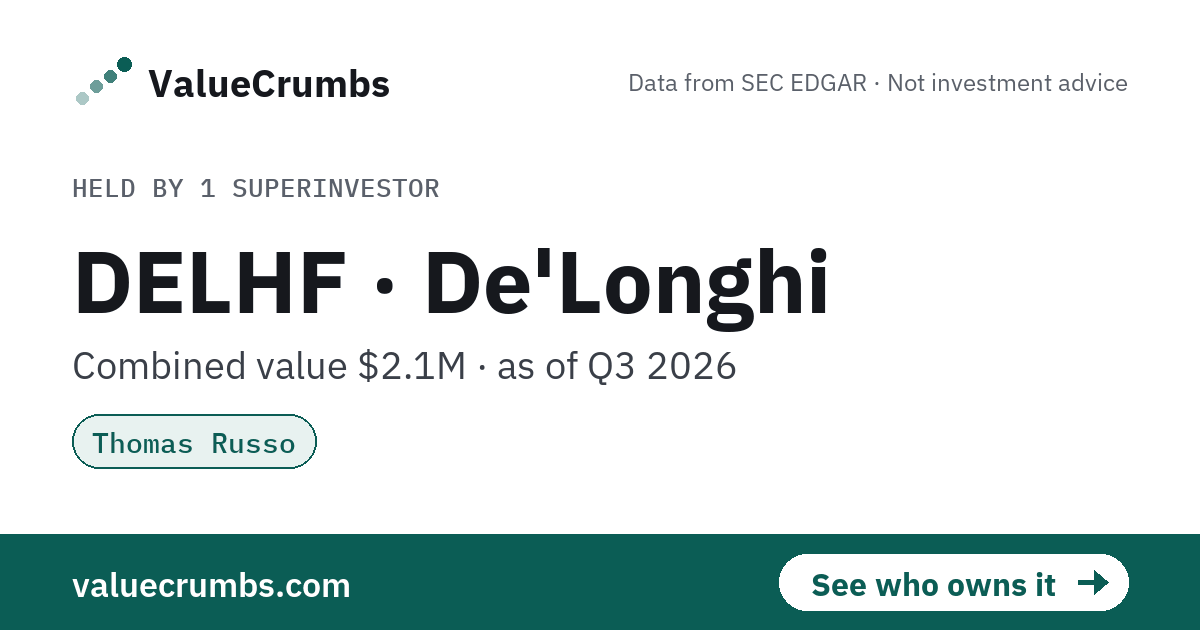 ValueCrumbs
Data from SEC EDGAR · Not investment advice
HELD BY 1 SUPERINVESTOR
DELHF · De'Longhi
Combined value $2.1M · as of Q3 2026
Thomas Russo
valuecrumbs.com
See who owns it →